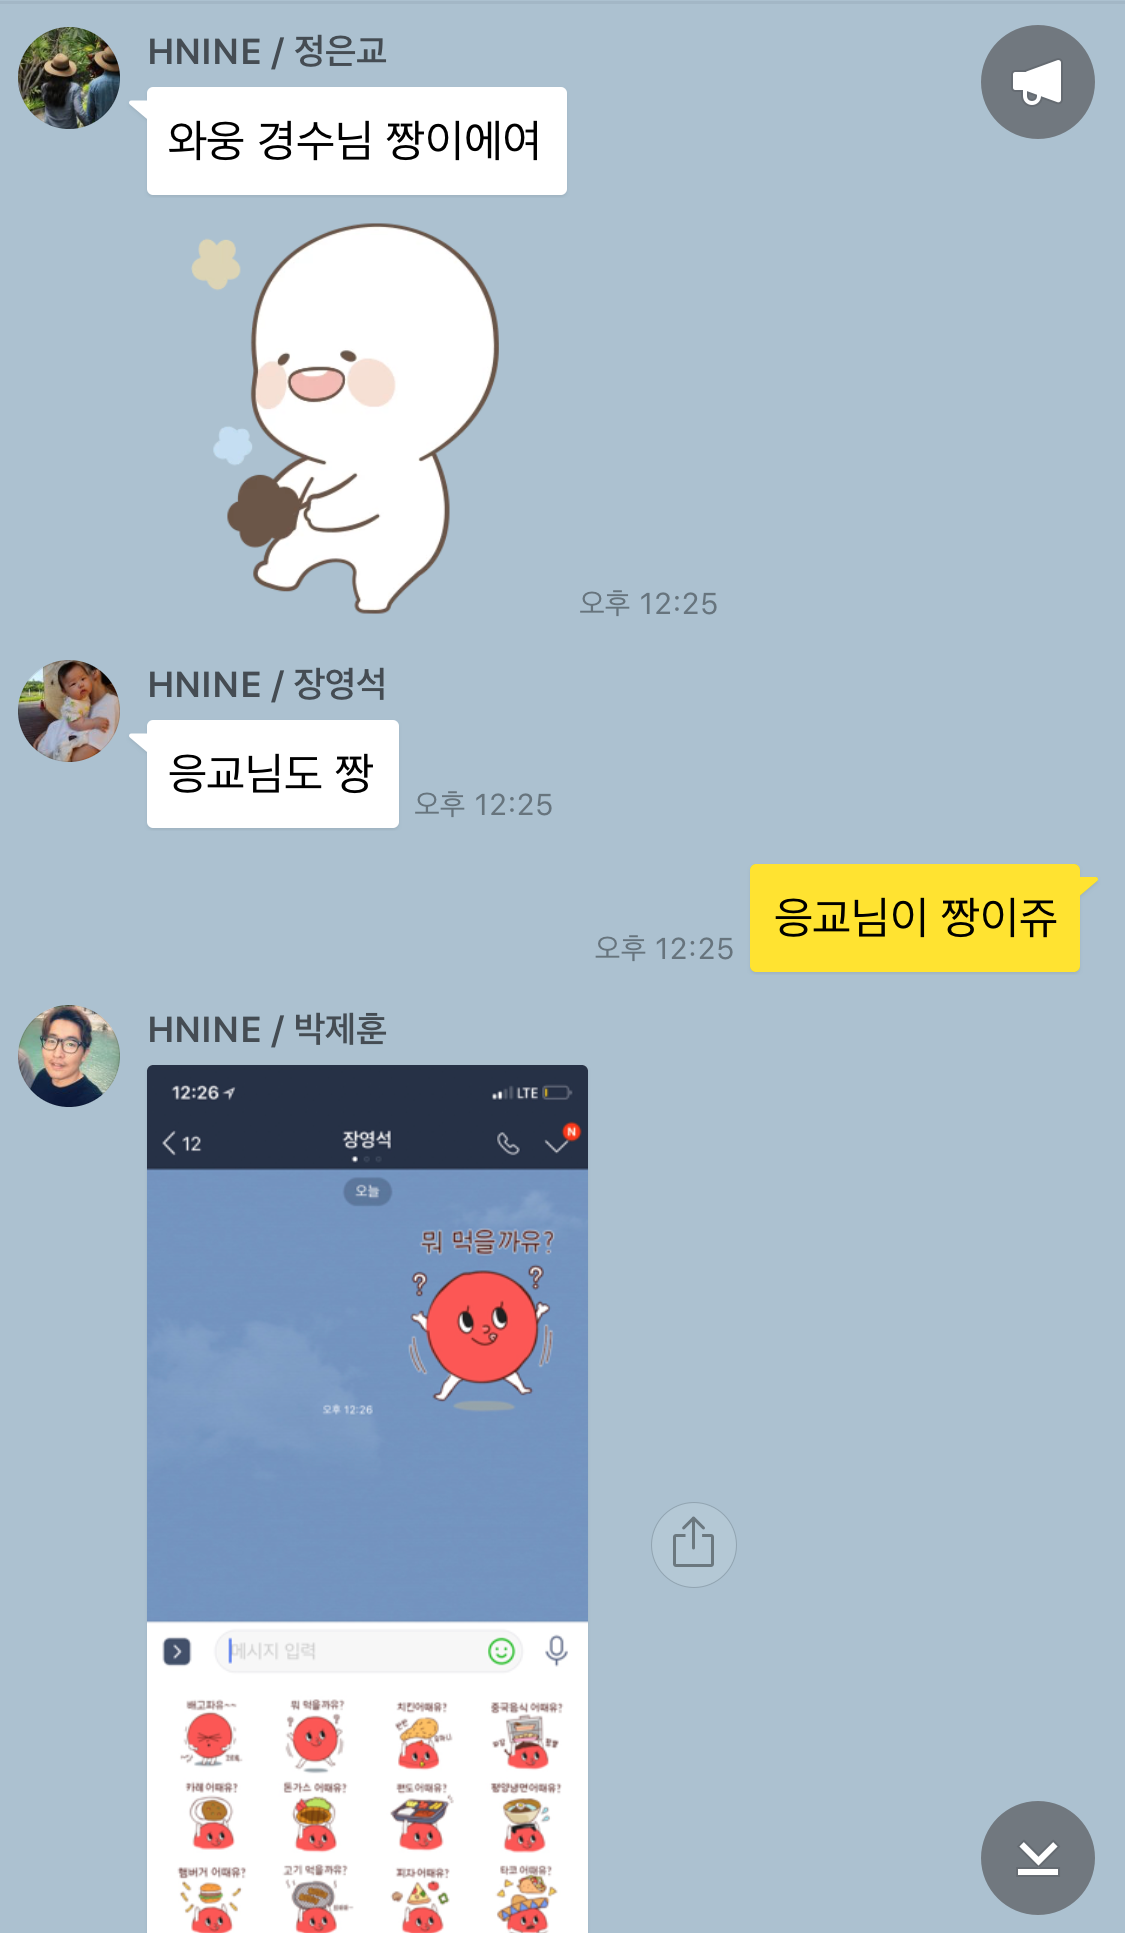 HNINE / 정은교
와웅 경수님 짱이에여
오후 12:25
HNINE / 장영석
응교님도 짱
오후 12:25
응교님이 짱이쥬
오후 12:25
HNINE / 박제훈
12:26 LTE
12 장영석 N
오늘
뭐 먹을까유?
? ?
오후 12:26
메시지 입력
배고파유~~ 뭐 먹을까유? 치킨어때유? 중국음식 어때유?
카레 어때유? 돈가스 어때유? 편도어때유? 평양냉면어때유?
햄버거 어때유? 고기 먹을까유? 피자어때유? 타코 어때유?